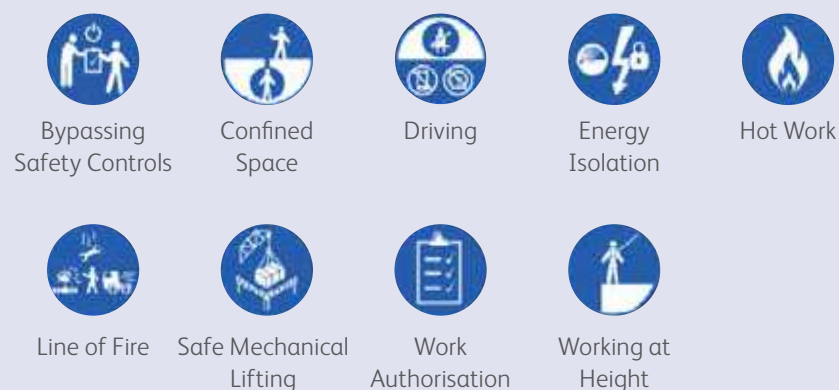 Bypassing
Safety Controls
Confined
Space
Driving
Energy
Isolation
Hot Work
Line of Fire
Safe Mechanical
Lifting
Work
Authorisation
Working at
Height